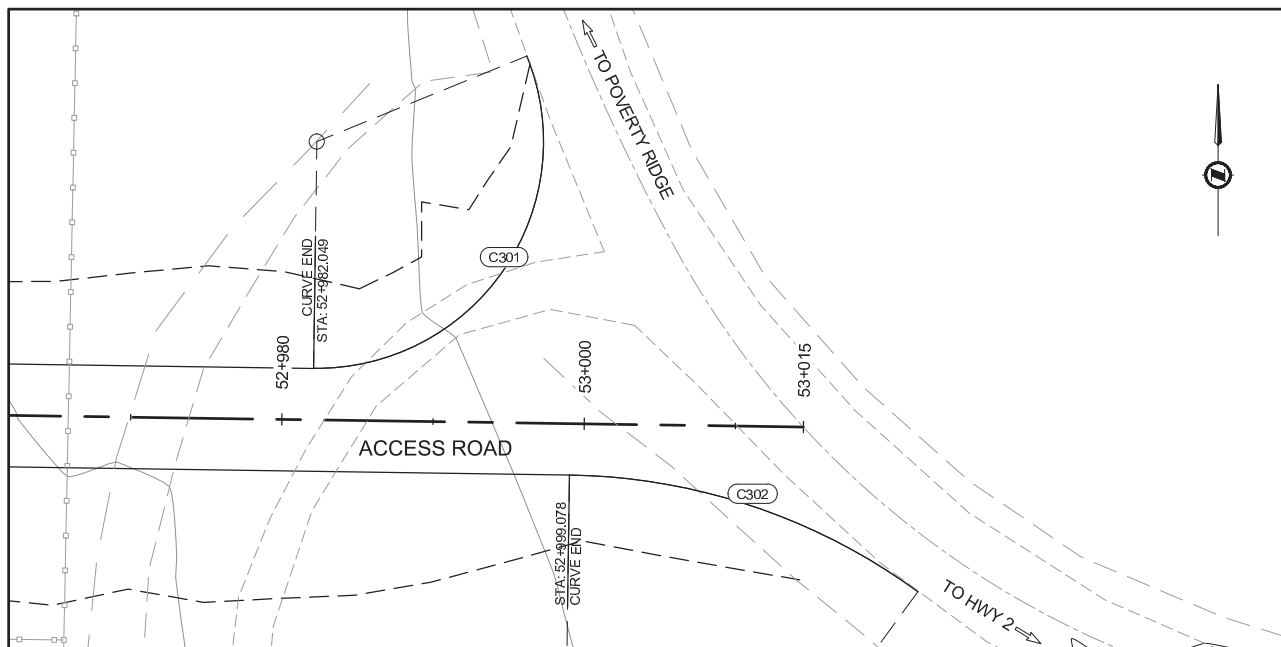 TO POVERTY RIDGE
C301
CURVE END
STA: 52+982.049
52+980
53+000
53+015
ACCESS ROAD
C302
STA: 52+999.078
CURVE END
TO HWY 2